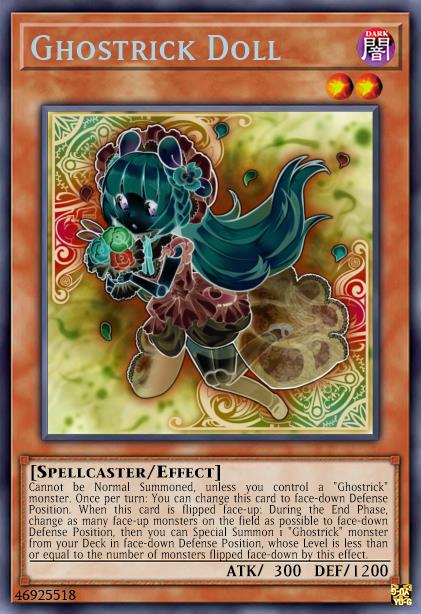 GHOSTRICK DOLL
DARK
闇
[SPELLCASTER/EFFECT]
Cannot be Normal Summoned, unless you control a "Ghostrick"
monster. Once per turn: You can change this card to face-down Defense
Position. When this card is flipped face-up: During the End Phase,
change as many face-up monsters on the field as possible to face-down
Defense Position, then you can Special Summon 1 "Ghostrick" monster
from your Deck in face-down Defense Position, whose Level is less than
or equal to the number of monsters flipped face-down by this effect.
ATK/ 300 DEF/1200
46925518